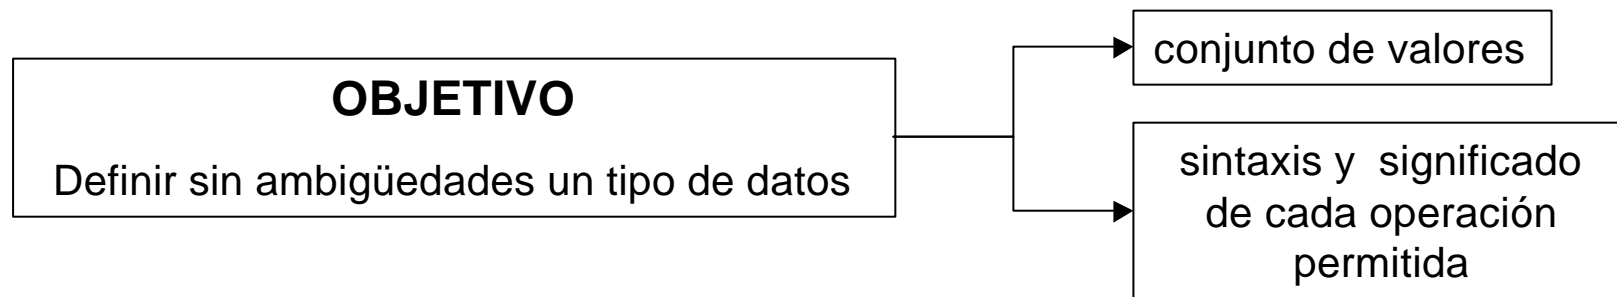 OBJETIVO
Definir sin ambigüedades un tipo de datos
conjunto de valores
sintaxis y significado
de cada operación
permitida